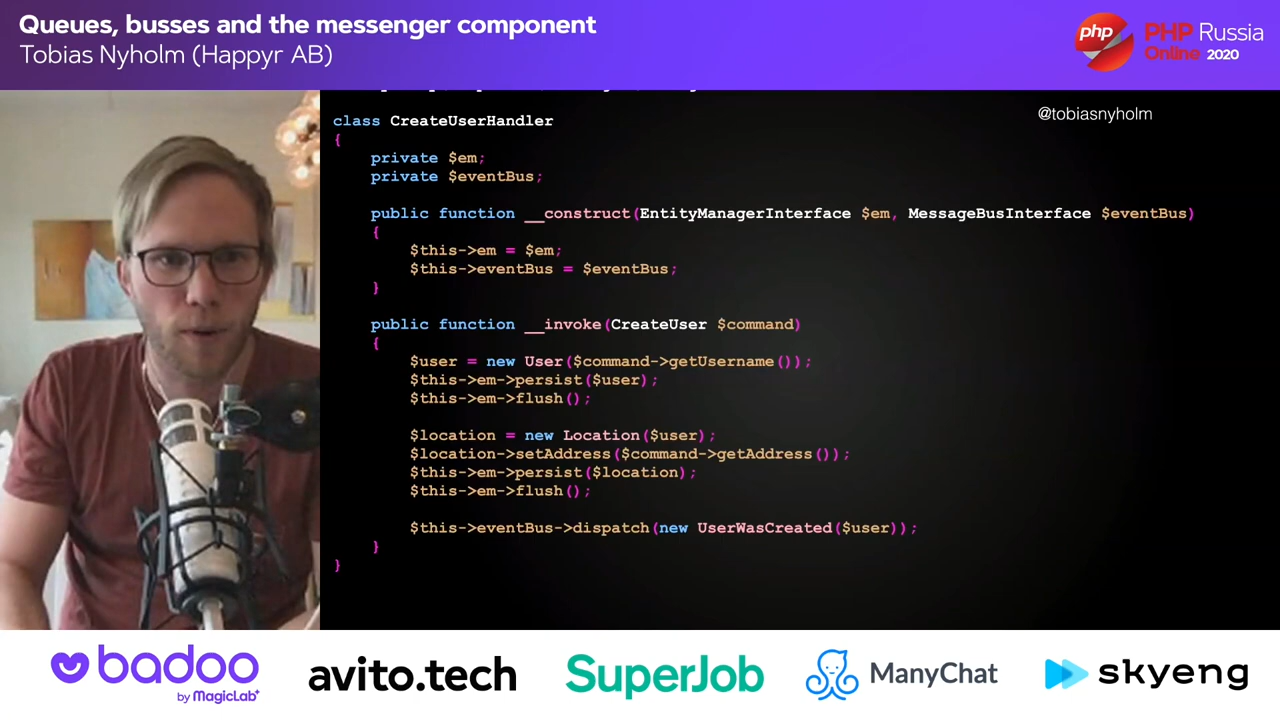 Queues, busses and the messenger component
Tobias Nyholm (Happyr AB)
php
PHP Russia
Online 2020
@tobiasnyholm
class CreateUserHandler
{
    private $em;
    private $eventBus;
    public function __construct(EntityManagerInterface $em, MessageBusInterface $eventBus)
    {
        $this->em = $em;
        $this->eventBus = $eventBus;
    }
    public function __invoke(CreateUser $command)
    {
        $user = new User($command->getUsername());
        $this->em->persist($user);
        $this->em->flush();
        $location = new Location($user);
        $location->setAddress($command->getAddress());
        $this->em->persist($location);
        $this->em->flush();
        $this->eventBus->dispatch(new UserWasCreated($user));
    }
}
badoo
by MagicLab
avito.tech
SuperJob
ManyChat
skyeng